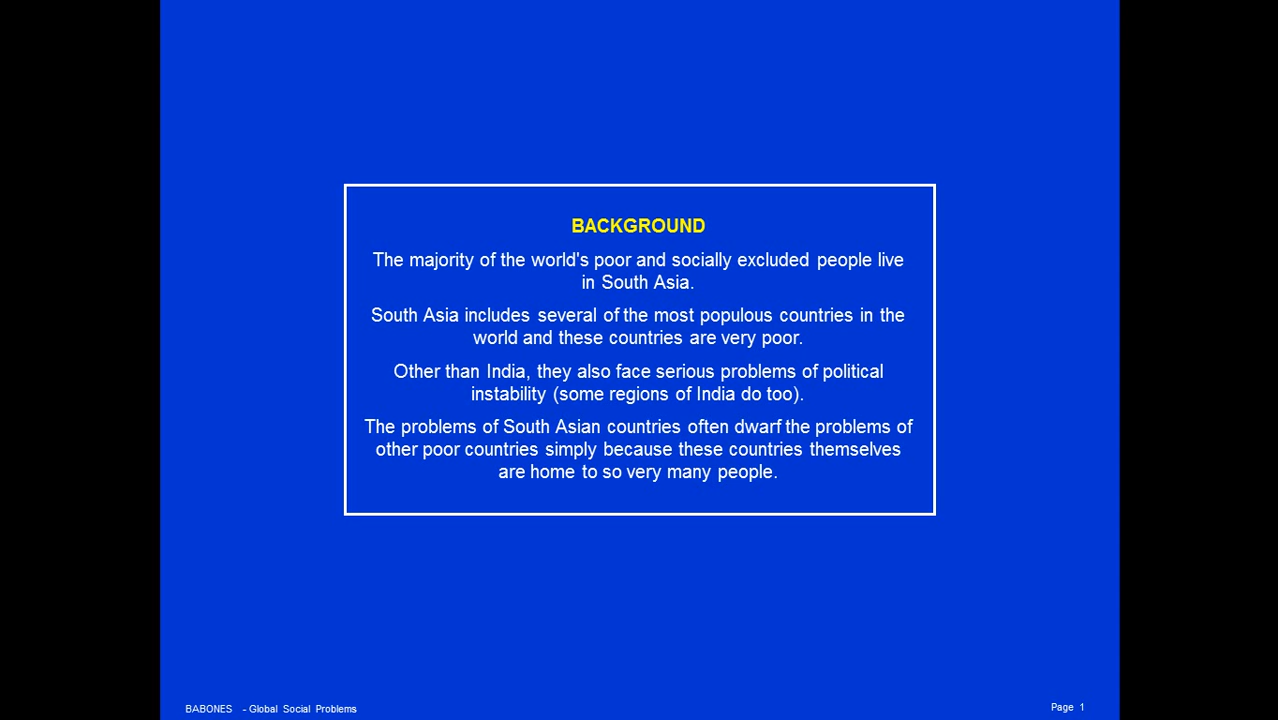 BACKGROUND
The majority of the world's poor and socially excluded people live
in South Asia.
South Asia includes several of the most populous countries in the
world and these countries are very poor.
Other than India, they also face serious problems of political
instability (some regions of India do too).
The problems of South Asian countries often dwarf the problems of
other poor countries simply because these countries themselves
are home to so very many people.
BABONES - Global Social Problems
Page 1